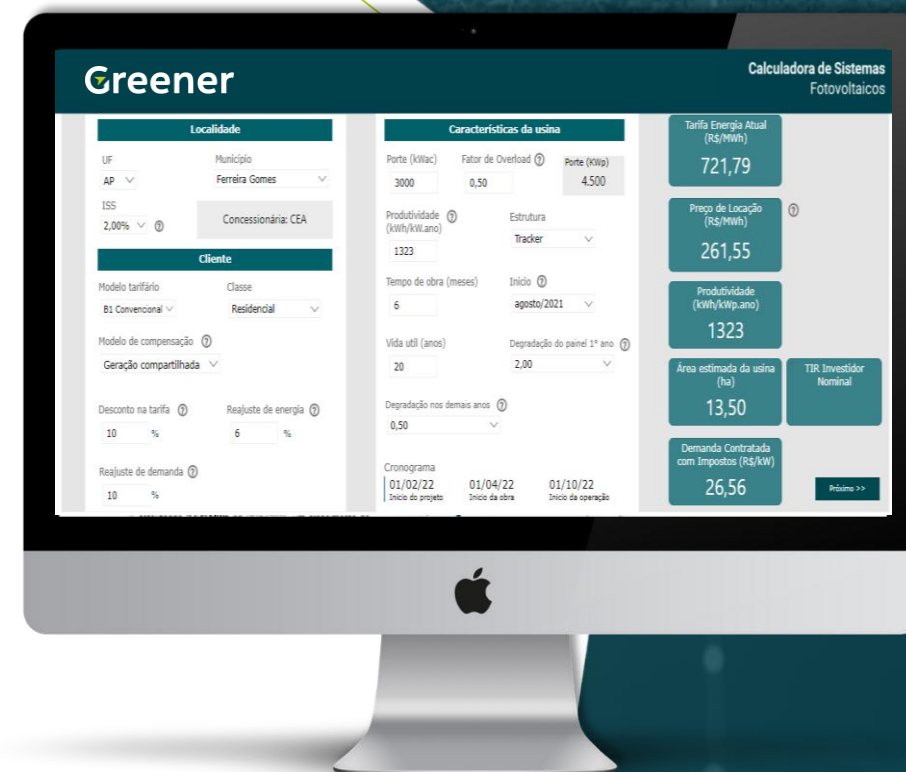 Greener
Calculadora de Sistemas
Fotovoltaicos
Localidade
UF
Município
AP
Ferreira Gomes
ISS
2,00%
Concessionária: CEA
Cliente
Modelo tarifário
Classe
B1 Convencional
Residencial
Modelo de compensação
Geração compartilhada
Desconto na tarifa
Reajuste de energia
10 %
6 %
Reajuste de demanda
10 %
Características da usina
Porte (kWac)
Fator de Overload
Porte (KWp)
3000
0,50
4.500
Produtividade
(kWh/kW.ano)
Estrutura
1323
Tracker
Tempo de obra (meses)
Inicio
6
agosto/2021
Vida util (anos)
Degradação do painel 1º ano
20
2,00
Degradação nos demais anos
0,50
Cronograma
01/02/22
01/04/22
01/10/22
Inicio do projeto
Inicio da obra
Inicio da operação
Tarifa Energia Atual
(R$/MWh)
721,79
Preço de Locação
(R$/MWh)
261,55
Produtividade
(kWh/kWp.ano)
1323
Área estimada da usina
(ha)
13,50
TIR Investidor
Nominal
Demanda Contratada
com Impostos (R$/kW)
26,56
Próximo >>